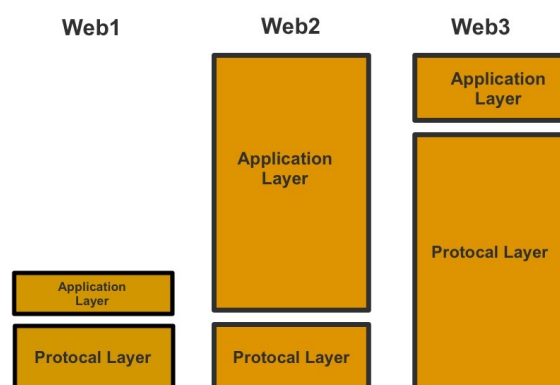 Web1
Web2
Web3
Application
Layer
Protocal Layer
Application
Layer
Protocal Layer
Application
Layer
Protocal Layer